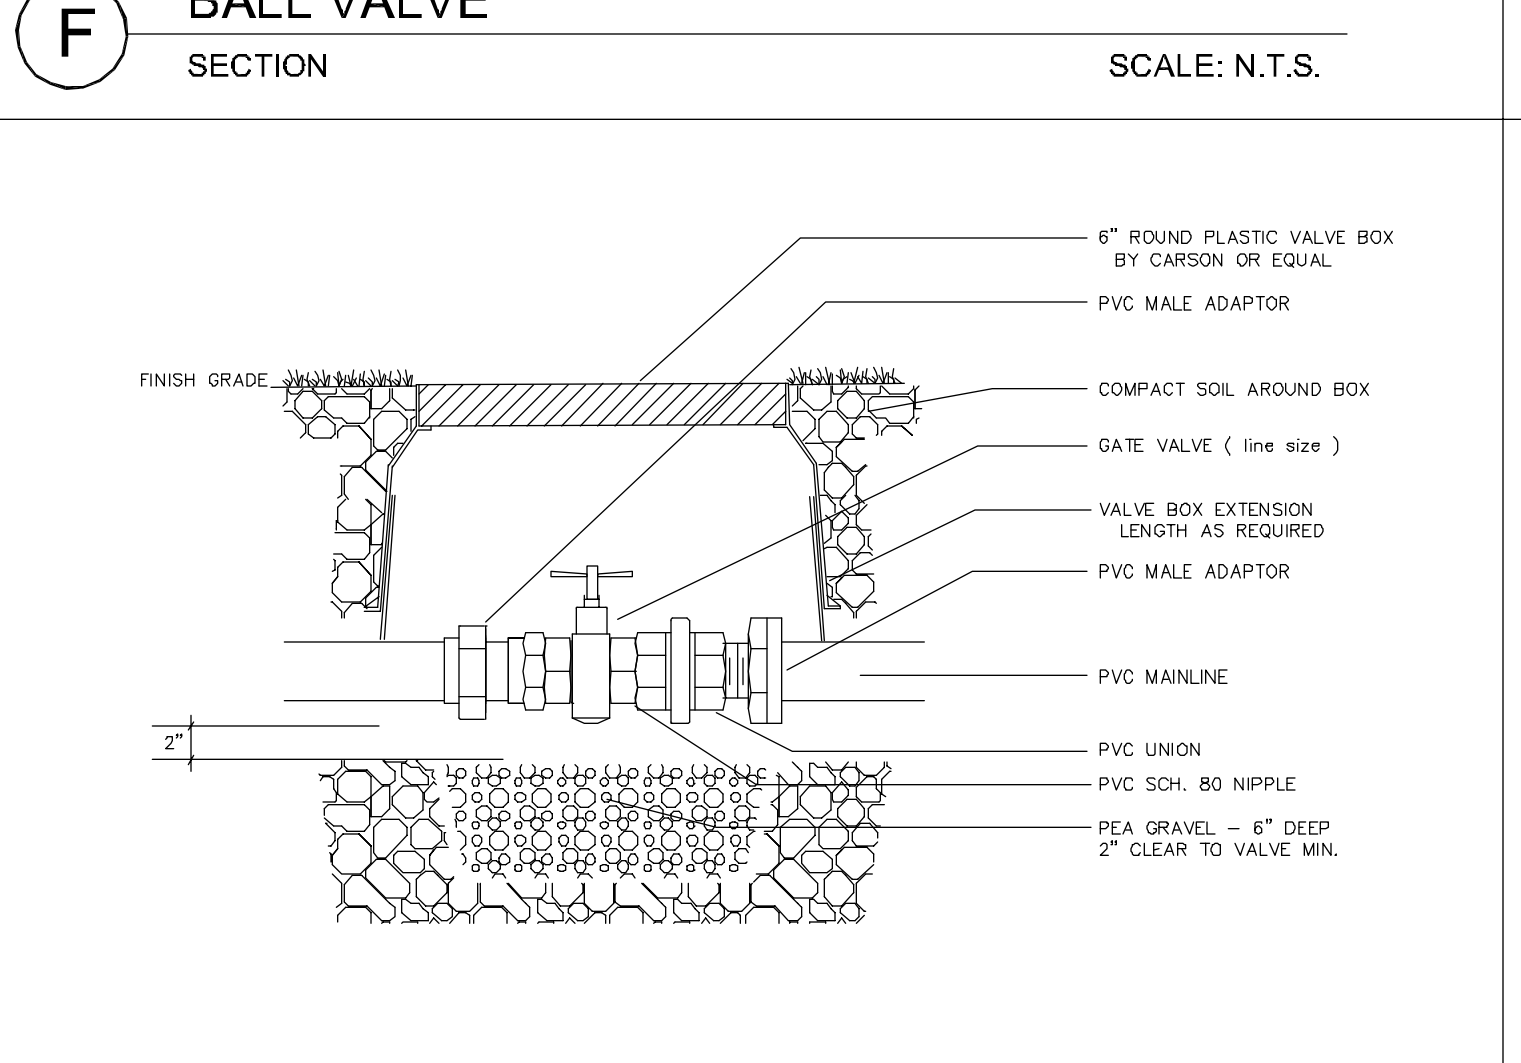 F
BALL VALVE
SECTION
SCALE: N.T.S.
6" ROUND PLASTIC VALVE BOX
BY CARSON OR EQUAL
PVC MALE ADAPTOR
FINISH GRADE
COMPACT SOIL AROUND BOX
GATE VALVE ( line size )
VALVE BOX EXTENSION
LENGTH AS REQUIRED
PVC MALE ADAPTOR
PVC MAINLINE
2"
PVC UNION
PVC SCH. 80 NIPPLE
PEA GRAVEL – 6" DEEP
2" CLEAR TO VALVE MIN.